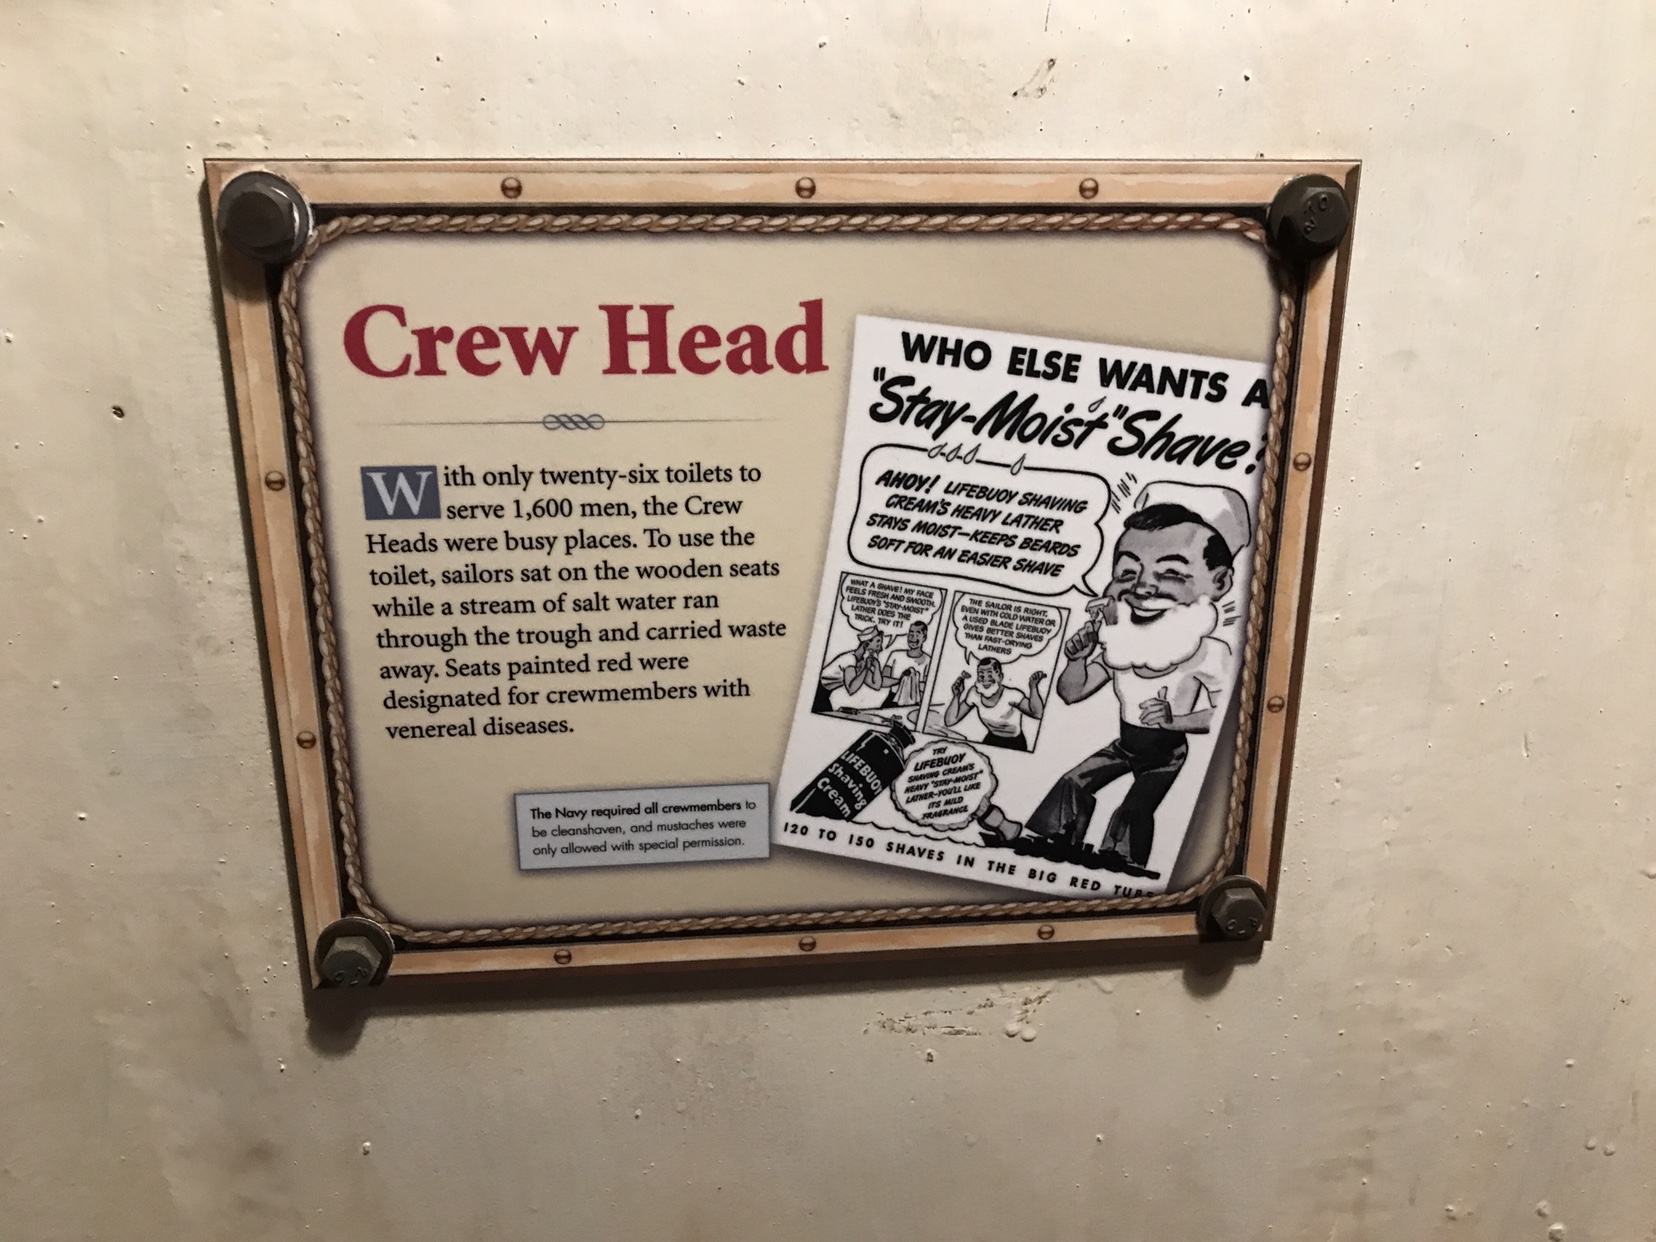 Crew Head
With only twenty-six toilets to
serve 1,600 men, the Crew
Heads were busy places. To use the
toilet, sailors sat on the wooden seats
while a stream of salt water ran
through the trough and carried waste
away. Seats painted red were
designated for crewmembers with
venereal diseases.
The Navy required all crewmembers to
be cleanshaven, and mustaches were
only allowed with special permission.
WHO ELSE WANTS A
"Stay-Moist" Shave?
AHOY! LIFEBUOY SHAVING
CREAM'S HEAVY LATHER
STAYS MOIST—KEEPS BEARDS
SOFT FOR AN EASIER SHAVE
WHAT A SHAVE! MY FACE
FEELS FRESH AND SMOOTH.
LIFEBUOY'S "STAY-MOIST"
LATHER DOES THE
TRICK. TRY IT!
THE SAILOR IS RIGHT.
EVEN WITH COLD WATER OR
A USED BLADE LIFEBUOY
GIVES BETTER SHAVES
THAN FAST-DRYING
LATHERS
LIFEBUOY
Shaving
Cream
TRY
LIFEBUOY
SHAVING CREAM'S
HEAVY "STAY-MOIST"
LATHER–YOU'LL LIKE
ITS MILD
FRAGRANCE
120 TO 150 SHAVES IN THE BIG RED TUBE